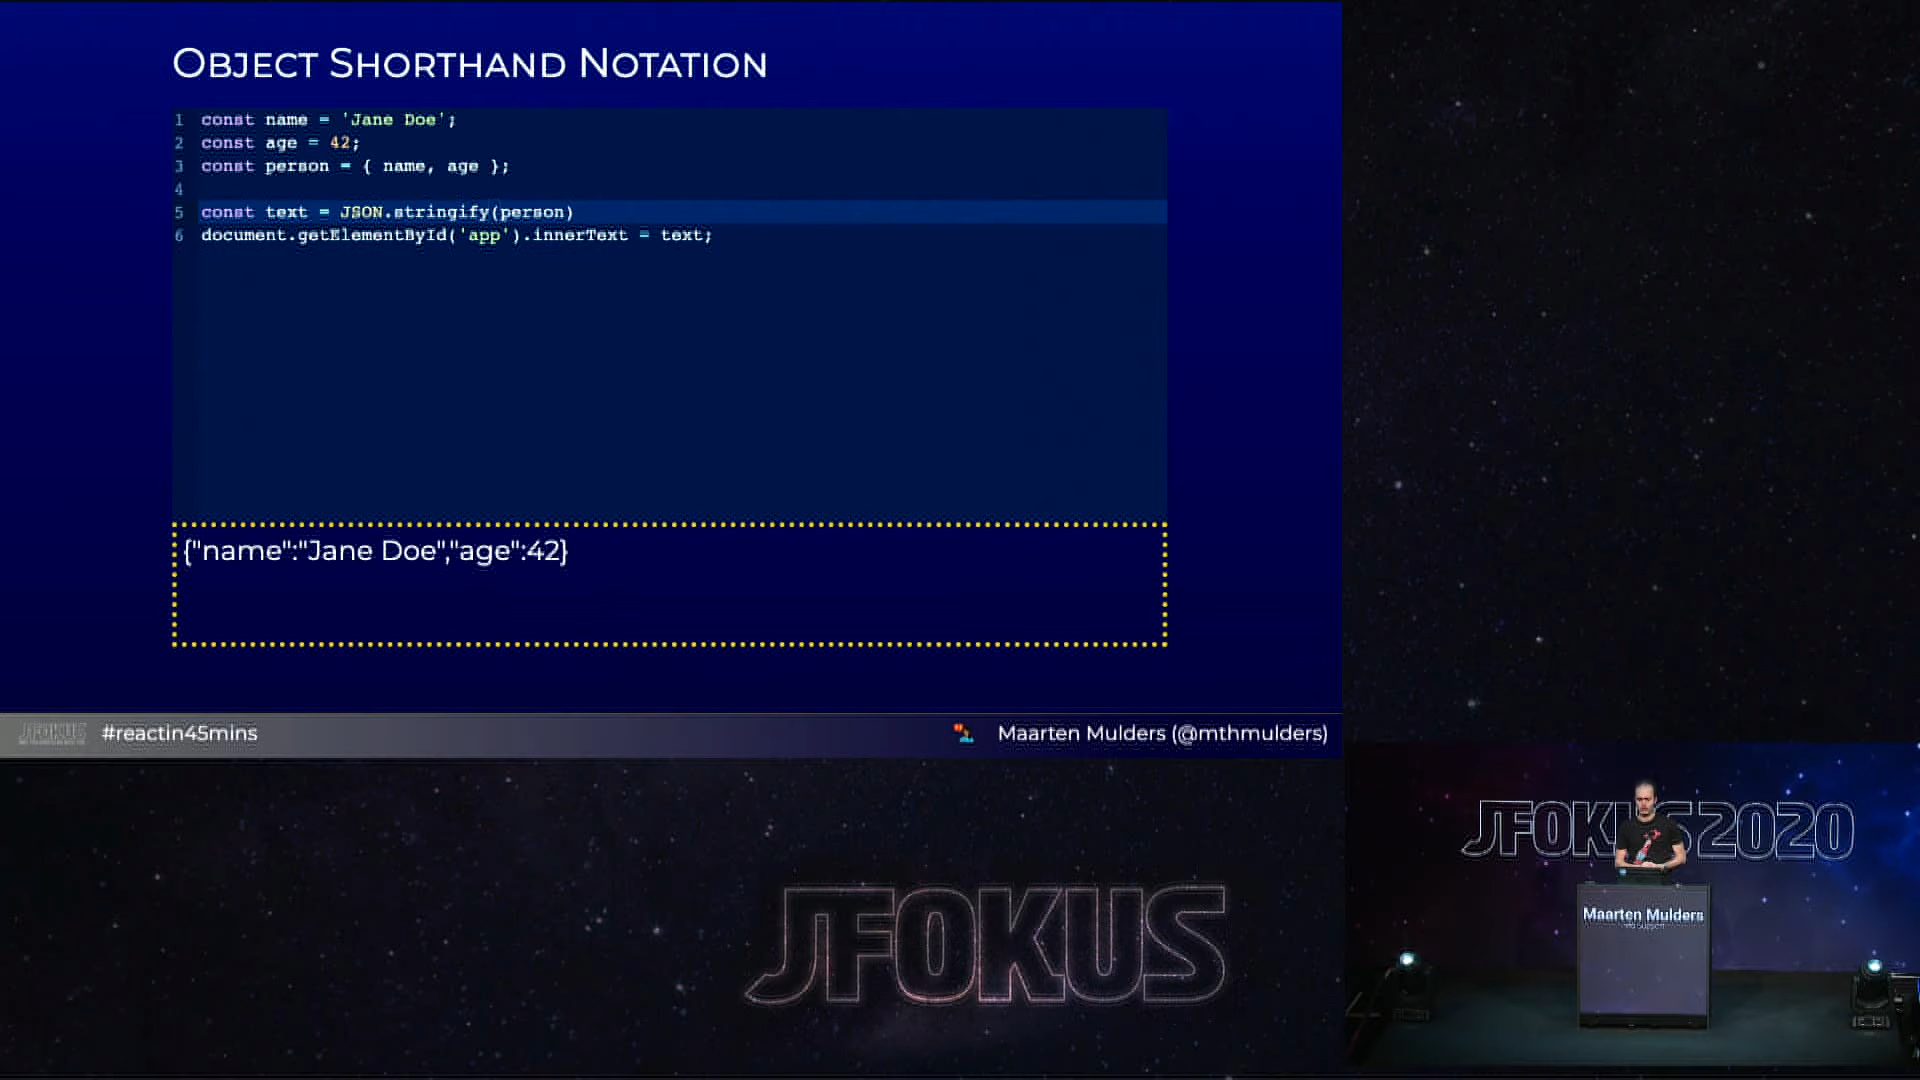 OBJECT SHORTHAND NOTATION
1 const name = 'Jane Doe';
2 const age = 42;
3 const person = { name, age };
4
5 const text = JSON.stringify(person)
6 document.getElementById('app').innerText = text;
{"name":"Jane Doe","age":42}
JFOKUS
#reactin45mins
Maarten Mulders (@mthmulders)
JFOKUS 2020
Maarten Mulders
JFOKUS